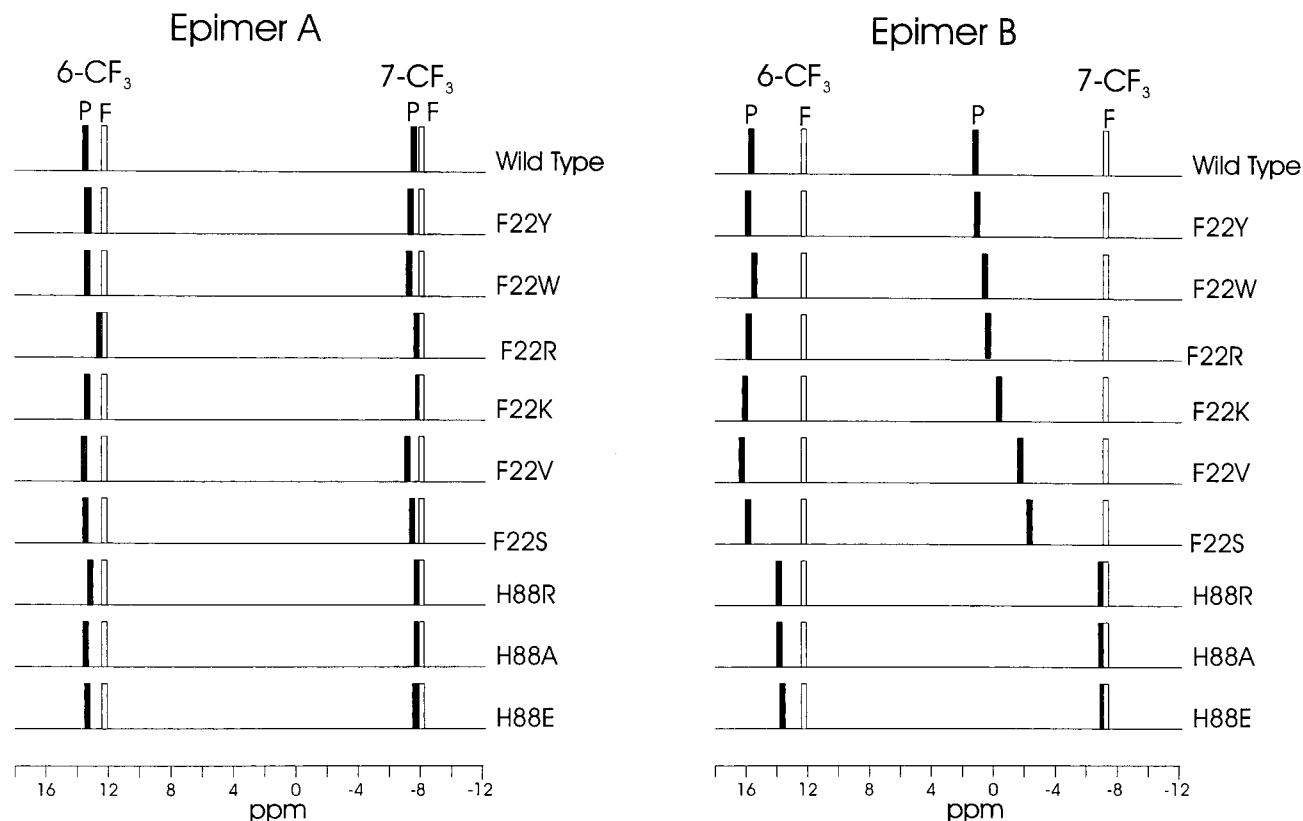 Epimer A
6-CF₃
7-CF₃
P F
P F
Wild Type
F22Y
F22W
F22R
F22K
F22V
F22S
H88R
H88A
H88E
16 12 8 4 0 -4 -8 -12
ppm
Epimer B
6-CF₃
7-CF₃
P F
P
F
Wild Type
F22Y
F22W
F22R
F22K
F22V
F22S
H88R
H88A
H88E
16 12 8 4 0 -4 -8 -12
ppm